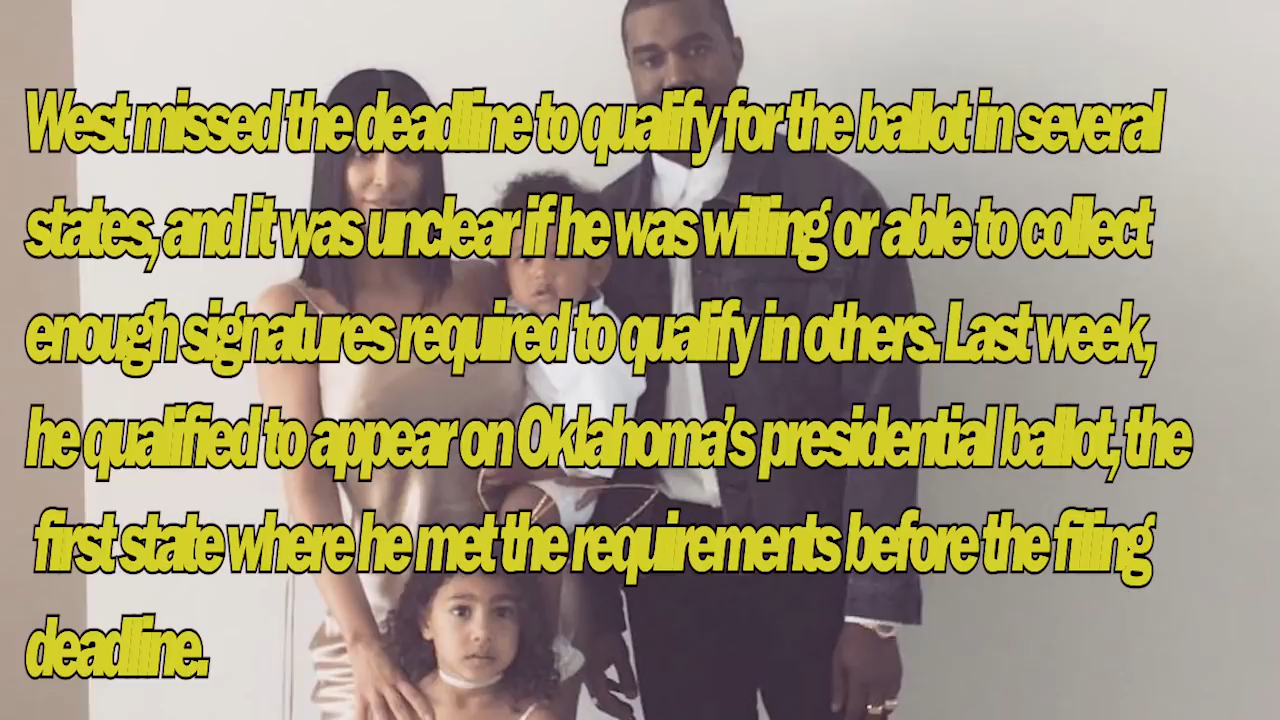 West missed the deadline to qualify for the ballot in several
states, and it was unclear if he was willing or able to collect
enough signatures required to qualify in others. Last week,
he qualified to appear on Oklahoma's presidential ballot, the
first state where he met the requirements before the filing
deadline.